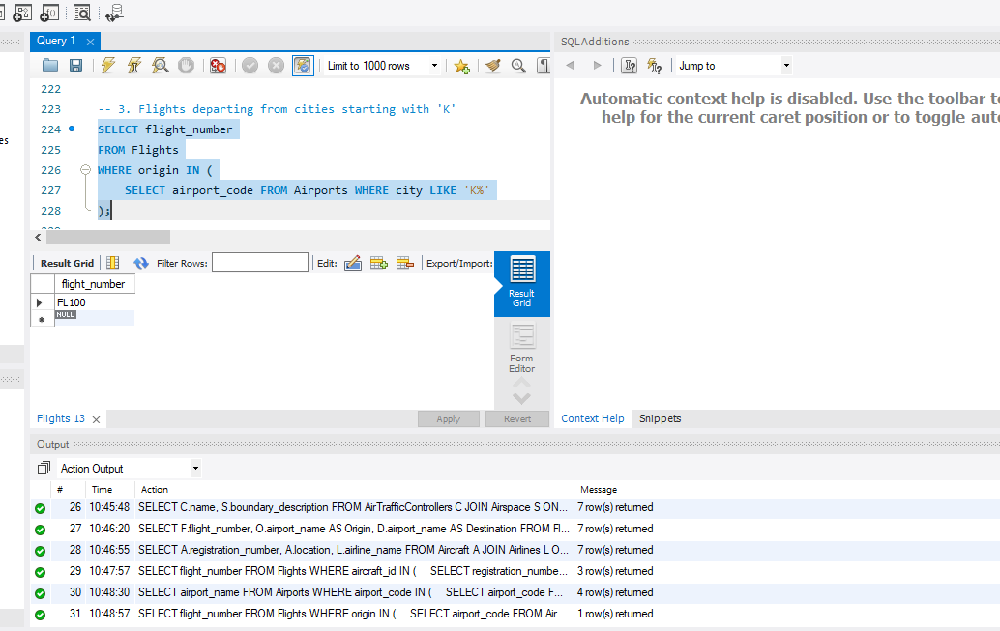 Query 1
SQLAdditions
Limit to 1000 rows
Jump to
222
223 -- 3. Flights departing from cities starting with 'K'
224 SELECT flight_number
225 FROM Flights
226 WHERE origin IN (
227 SELECT airport_code FROM Airports WHERE city LIKE 'K%'
228 );
Automatic context help is disabled. Use the toolbar to
help for the current caret position or to toggle auto
es
Result Grid
Filter Rows:
Edit:
Export/Import:
flight_number
FL100
NULL
Result
Grid
Form
Editor
Flights 13
Apply
Revert
Context Help
Snippets
Output
Action Output
# Time Action Message
26 10:45:48 SELECT C.name, S.boundary_description FROM AirTrafficControllers C JOIN Airspace S ON... 7 row(s) returned
27 10:46:20 SELECT F.flight_number, O.airport_name AS Origin, D.airport_name AS Destination FROM Fl... 7 row(s) returned
28 10:46:55 SELECT A.registration_number, A.location, L.airline_name FROM Aircraft A JOIN Airlines L O... 7 row(s) returned
29 10:47:57 SELECT flight_number FROM Flights WHERE aircraft_id IN ( SELECT registration_numbe... 3 row(s) returned
30 10:48:30 SELECT airport_name FROM Airports WHERE airport_code IN ( SELECT airport_code F... 4 row(s) returned
31 10:48:57 SELECT flight_number FROM Flights WHERE origin IN ( SELECT airport_code FROM Air... 1 row(s) returned